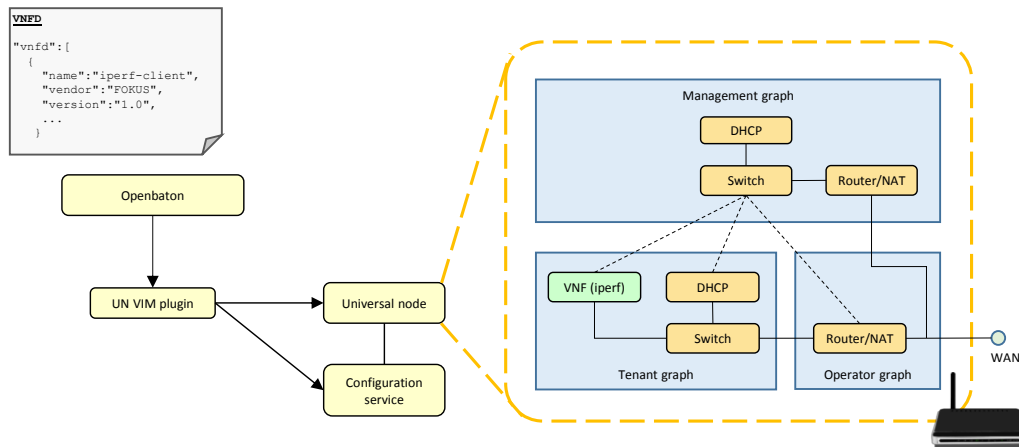 VNFD
"vnfd":[
{
"name":"iperf-client",
"vendor":"FOKUS",
"version":"1.0",
...
}
Openbaton
UN VIM plugin
Universal node
Configuration
service
Management graph
DHCP
Switch
Router/NAT
VNF (iperf)
DHCP
Switch
Router/NAT
Tenant graph
Operator graph
WAN